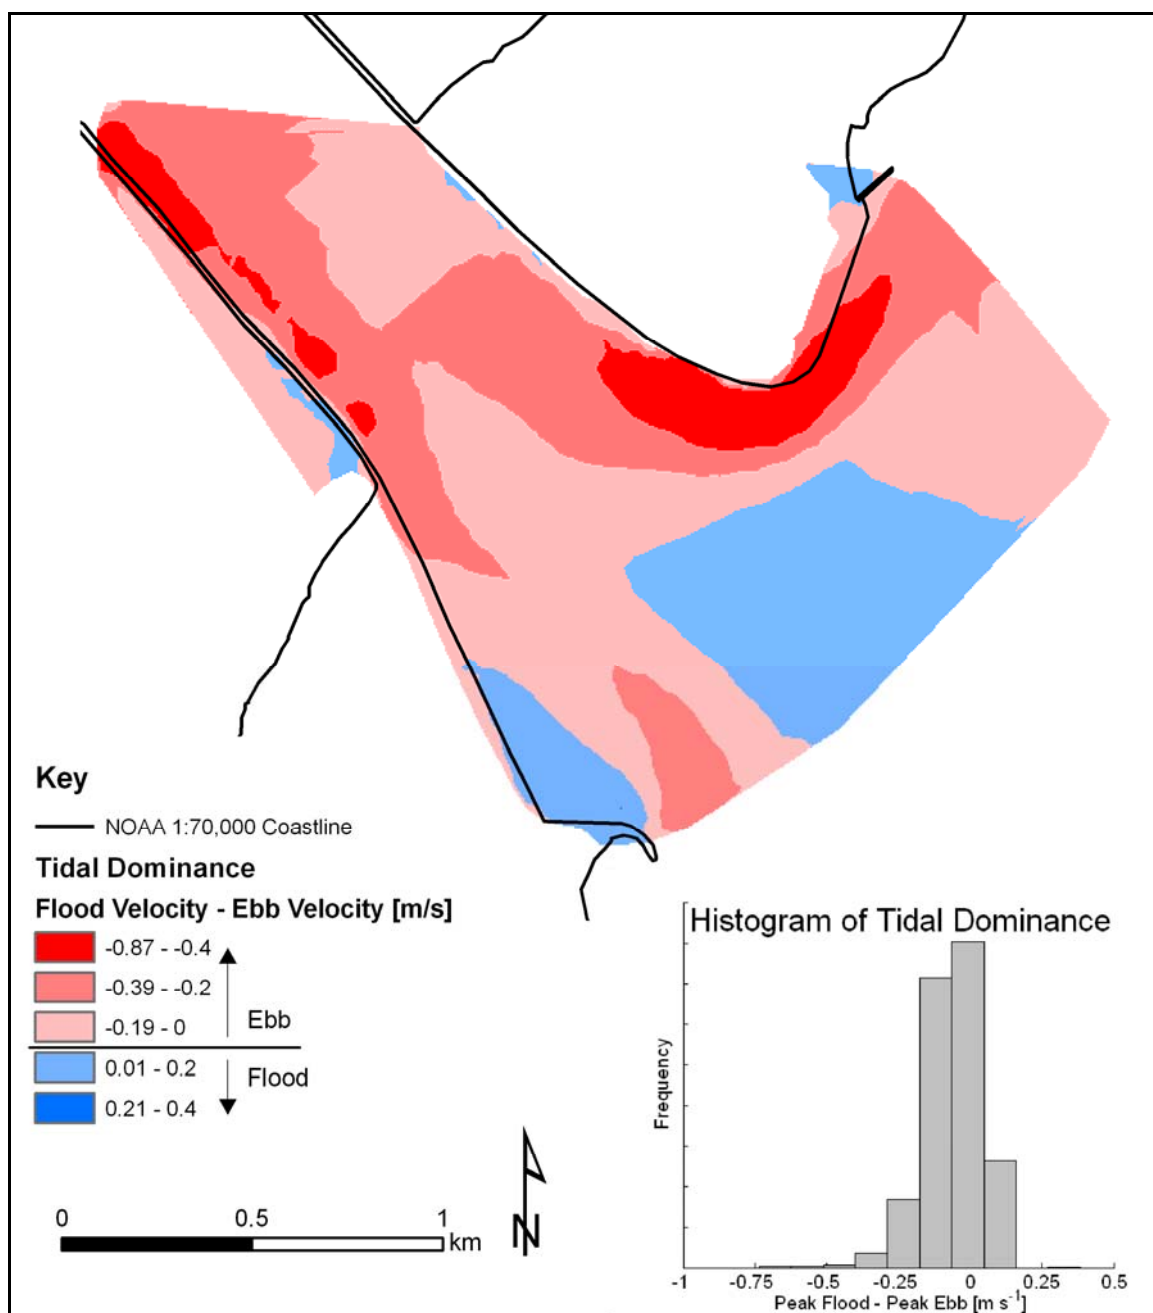 Key
NOAA 1:70,000 Coastline
Tidal Dominance
Flood Velocity - Ebb Velocity [m/s]
-0.87 - -0.4
-0.39 - -0.2
-0.19 - 0
Ebb
0.01 - 0.2
Flood
0.21 - 0.4
0 0.5 1
km
N
Histogram of Tidal Dominance
Frequency
-1 -0.75 -0.5 -0.25 0 0.25 0.5
Peak Flood - Peak Ebb [m s⁻¹]